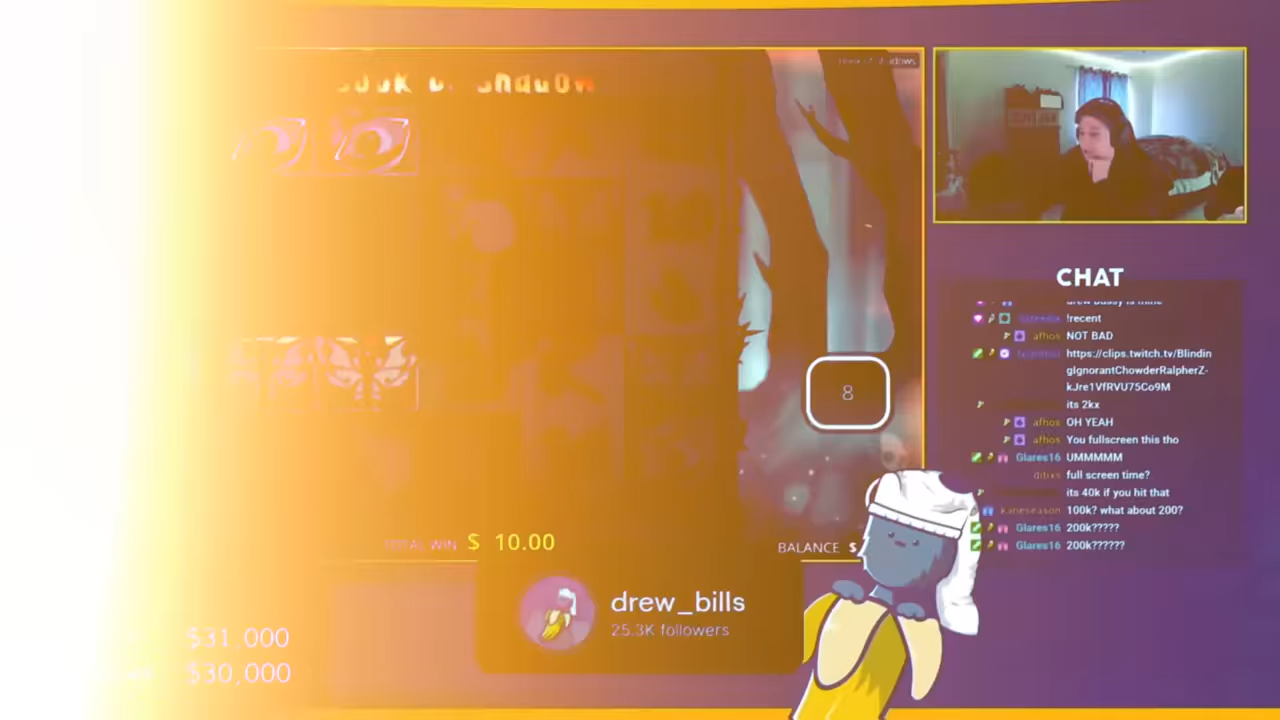 CHAT
!recent
afhos NOT BAD
https://clips.twitch.tv/Blindin
gIgnorantChowderRalpherZ-
kJre1VfRVU75Co9M
its 2kx
afhos OH YEAH
afhos You fullscreen this tho
Glares16 UMMMMM
full screen time?
its 40k if you hit that
kaneseason 100k? what about 200?
Glares16 200k?????
Glares16 200k??????
8
TOTAL WIN $ 10.00
BALANCE $
drew_bills
25.3K followers
$31,000
$30,000